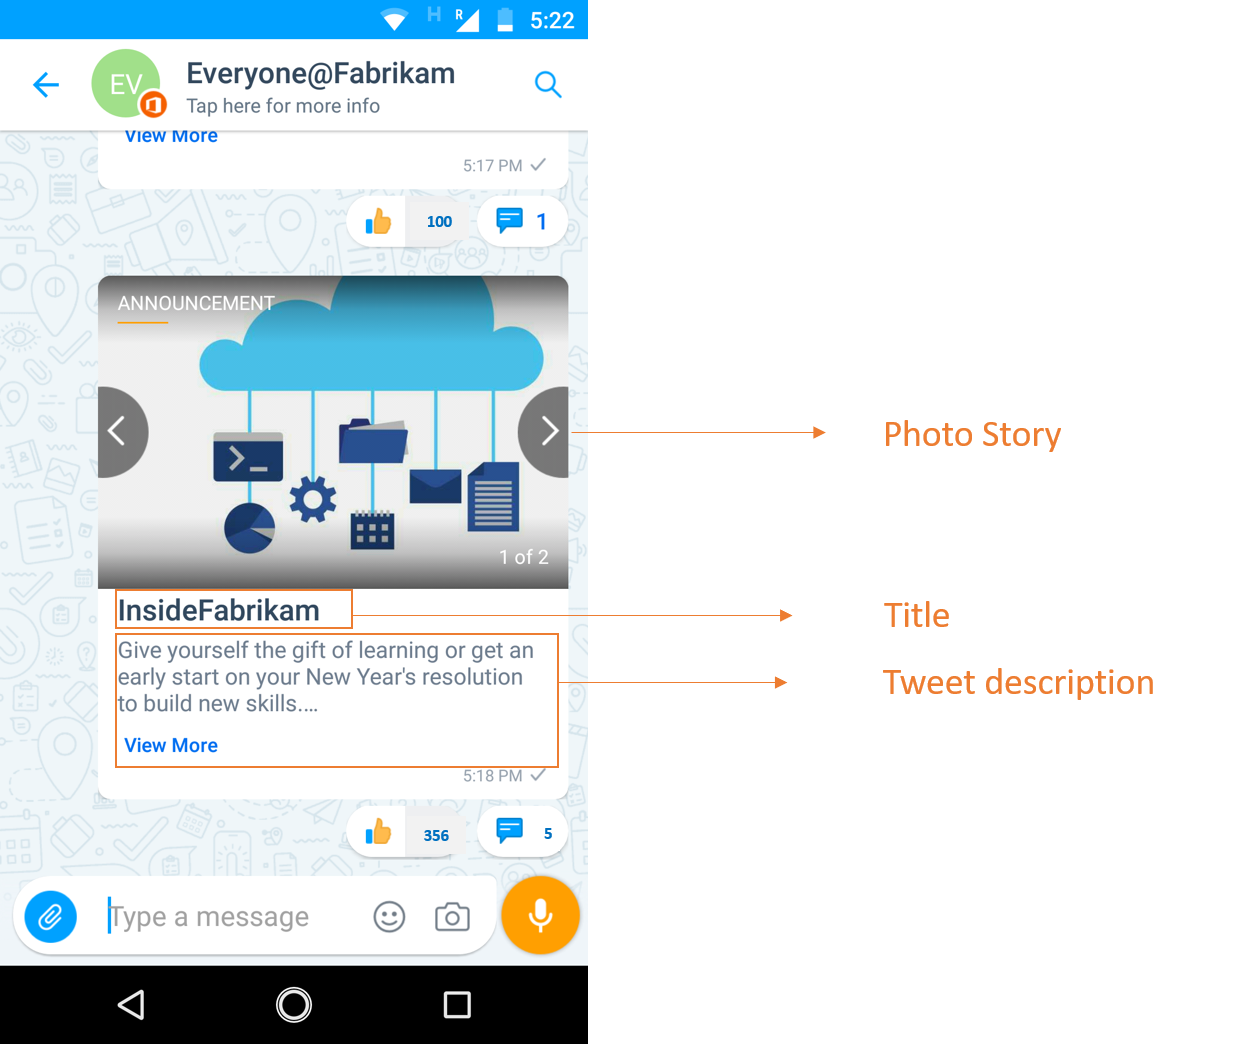 H R 5:22
EV Everyone@Fabrikam
Tap here for more info
View More
5:17 PM
100 1
ANNOUNCEMENT
Photo Story
1 of 2
InsideFabrikam
Title
Give yourself the gift of learning or get an
early start on your New Year's resolution
to build new skills....
Tweet description
View More
5:18 PM
356 5
Type a message